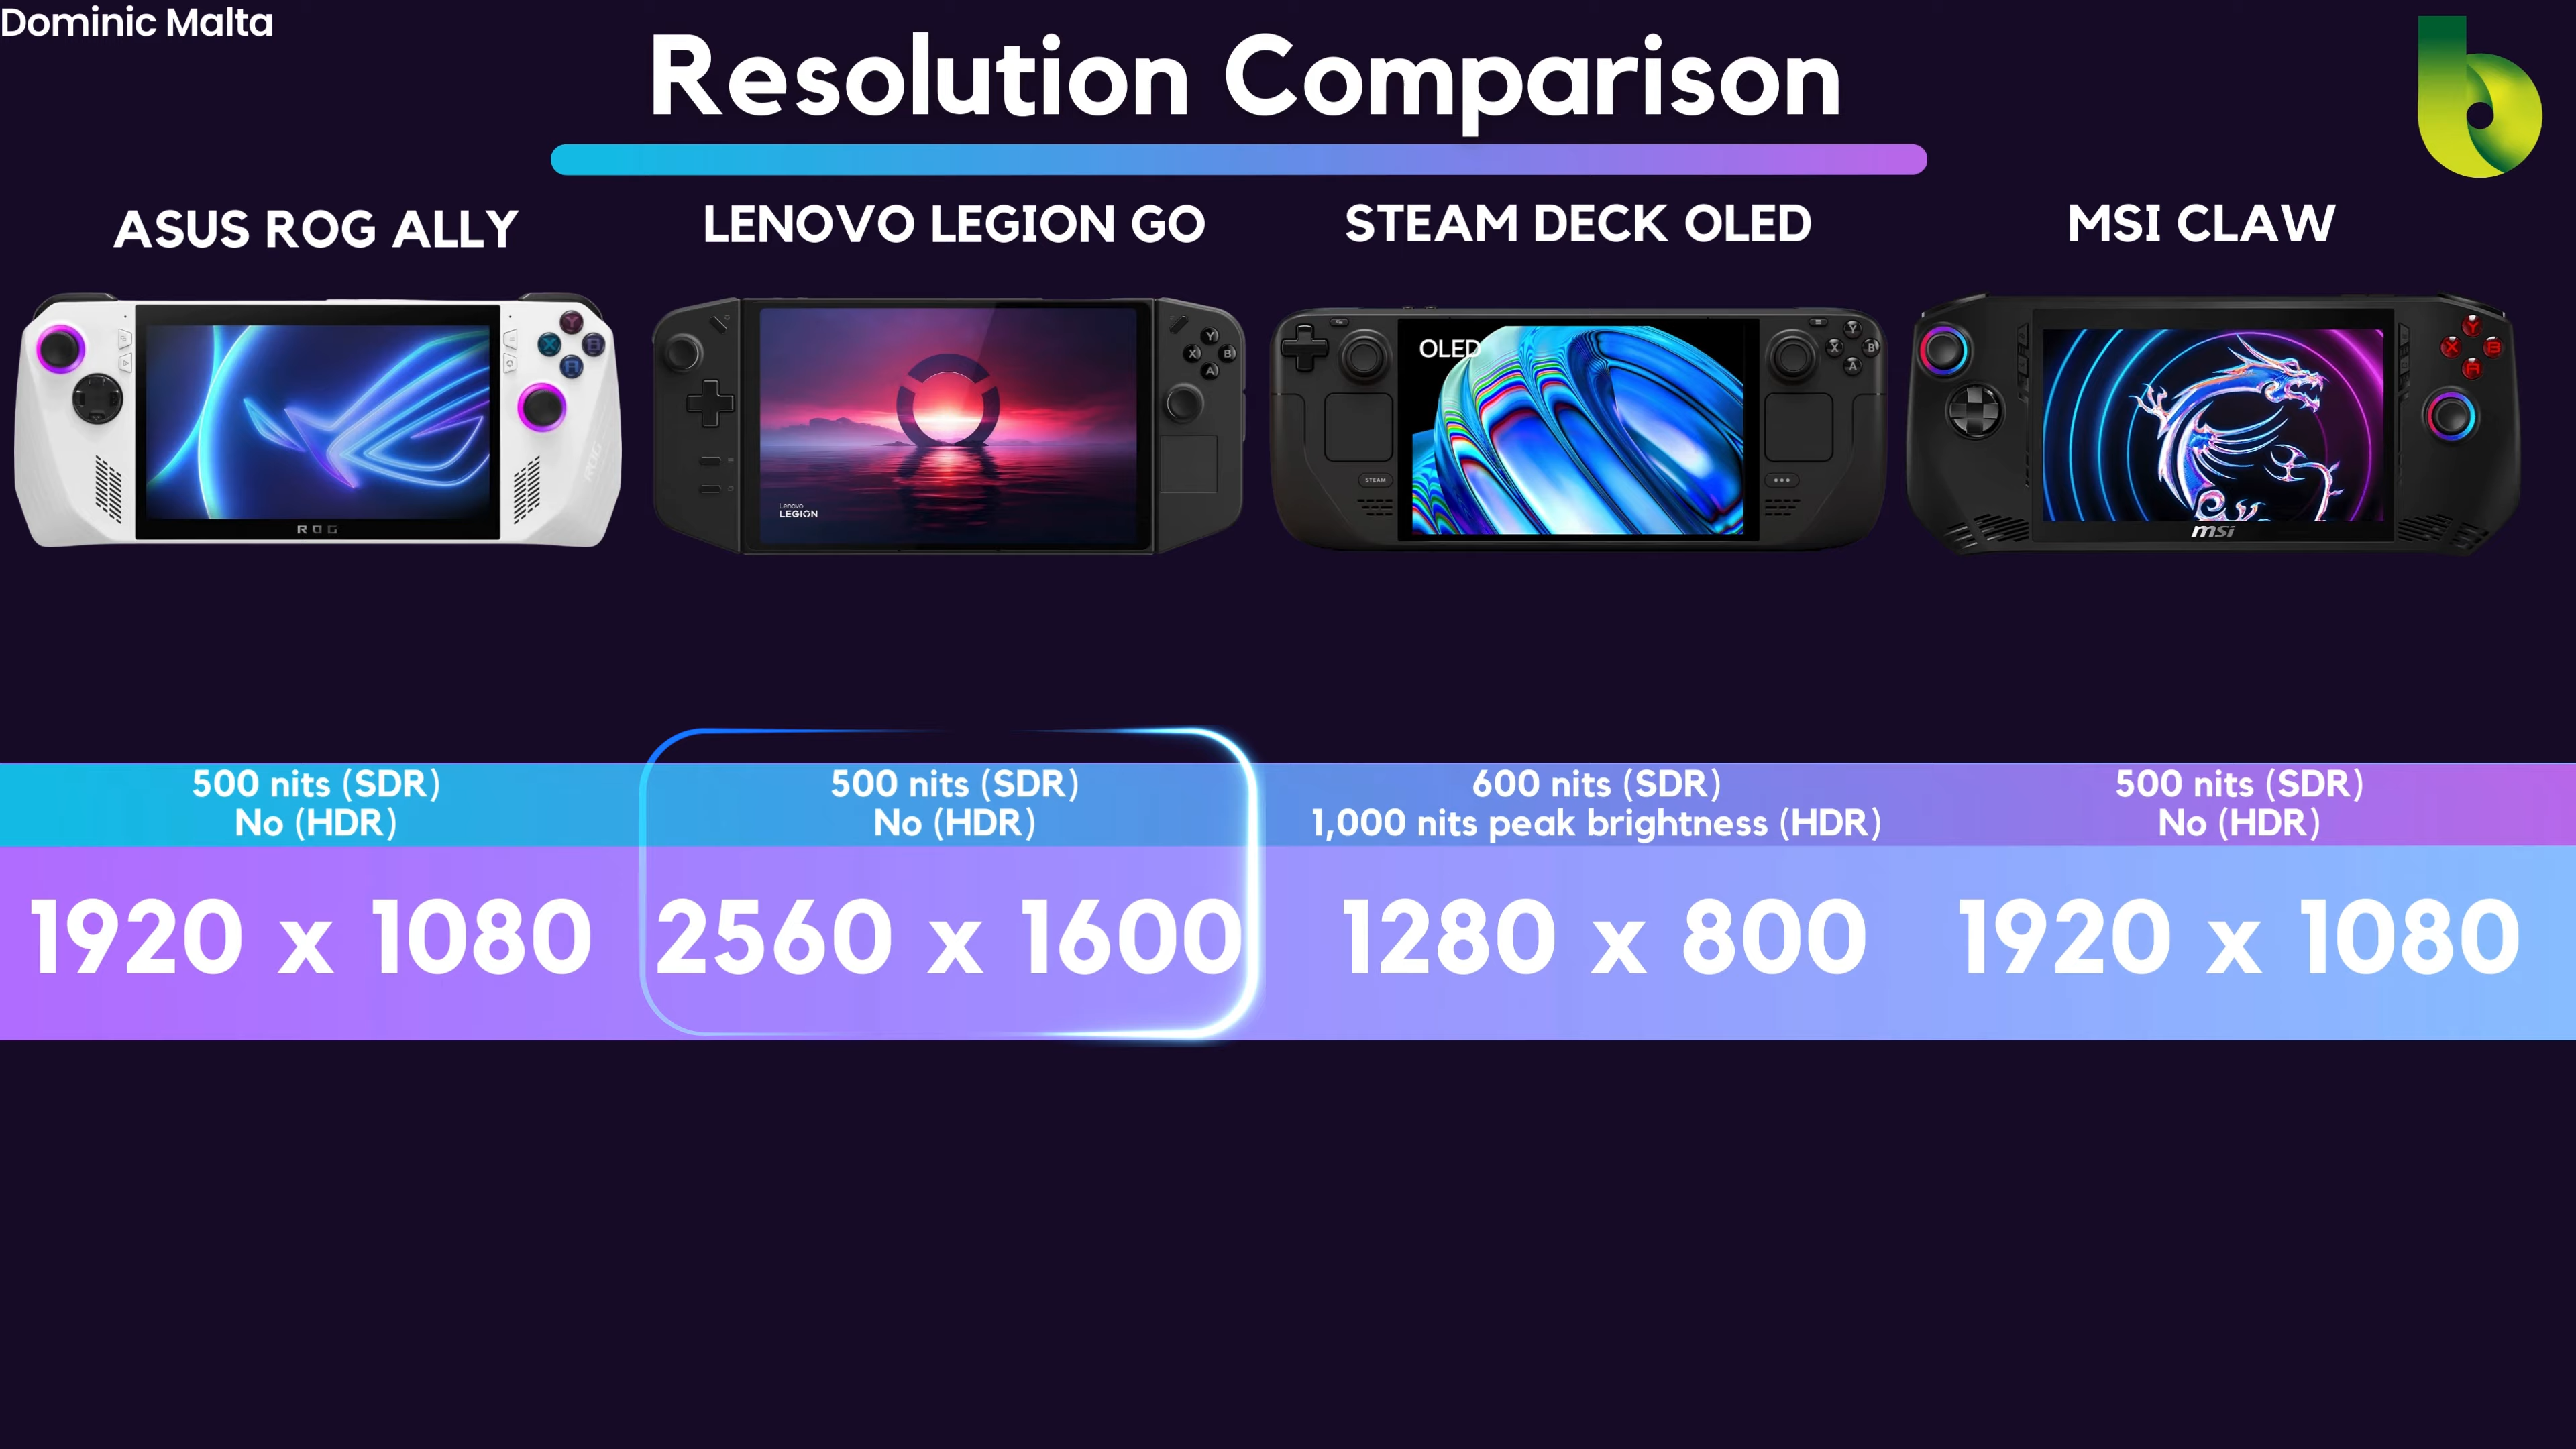 Dominic Malta
Resolution Comparison
ASUS ROG ALLY
LENOVO LEGION GO
STEAM DECK OLED
MSI CLAW
Y
X
B
A
ROG
ROG
Y
X
B
A
Lenovo
LEGION
OLED
Y
X
B
A
STEAM
Y
X
B
A
msi
500 nits (SDR)
No (HDR)
500 nits (SDR)
No (HDR)
600 nits (SDR)
1,000 nits peak brightness (HDR)
500 nits (SDR)
No (HDR)
1920 x 1080
2560 x 1600
1280 x 800
1920 x 1080